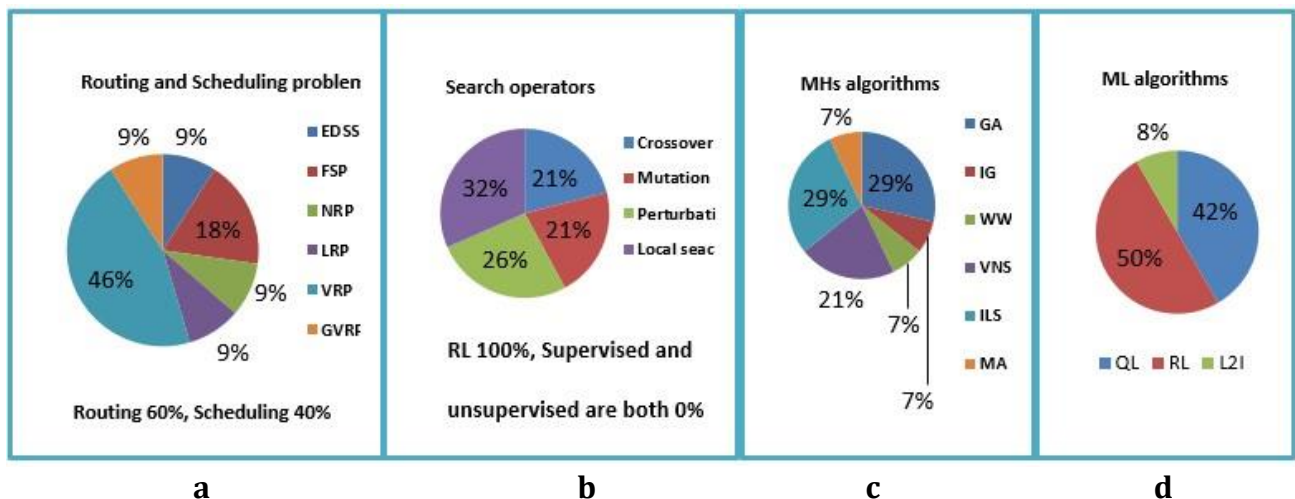 Routing and Scheduling problem
9%
9%
18%
9%
9%
46%
EDSS
FSP
NRP
LRP
VRP
GVRP
Routing 60%, Scheduling 40%
Search operators
21%
21%
26%
32%
Crossover
Mutation
Perturbati
Local seac
RL 100%, Supervised and
unsupervised are both 0%
MHs algorithms
7%
29%
29%
21%
7%
7%
GA
IG
WW
VNS
ILS
MA
ML algorithms
8%
42%
50%
QL RL L2I
a b c d